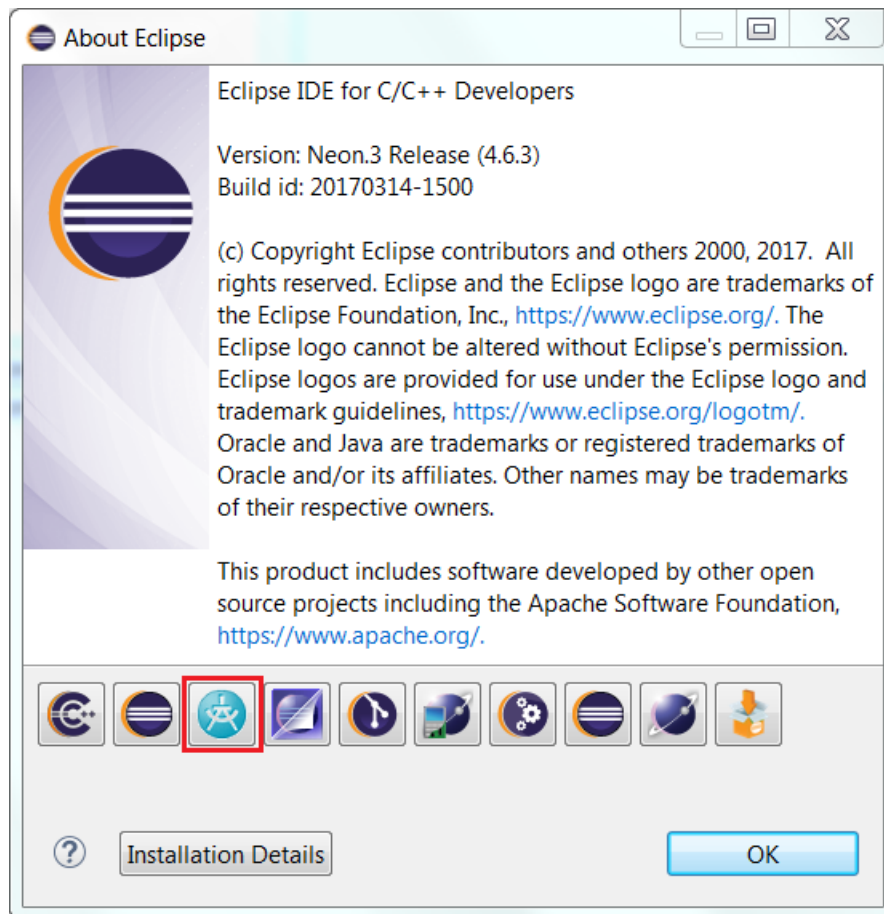 About Eclipse
Eclipse IDE for C/C++ Developers
Version: Neon.3 Release (4.6.3)
Build id: 20170314-1500
(c) Copyright Eclipse contributors and others 2000, 2017.  All
rights reserved. Eclipse and the Eclipse logo are trademarks of
the Eclipse Foundation, Inc., https://www.eclipse.org/. The
Eclipse logo cannot be altered without Eclipse's permission.
Eclipse logos are provided for use under the Eclipse logo and
trademark guidelines, https://www.eclipse.org/logotm/.
Oracle and Java are trademarks or registered trademarks of
Oracle and/or its affiliates. Other names may be trademarks
of their respective owners.
This product includes software developed by other open
source projects including the Apache Software Foundation,
https://www.apache.org/.
C++
? Installation Details OK